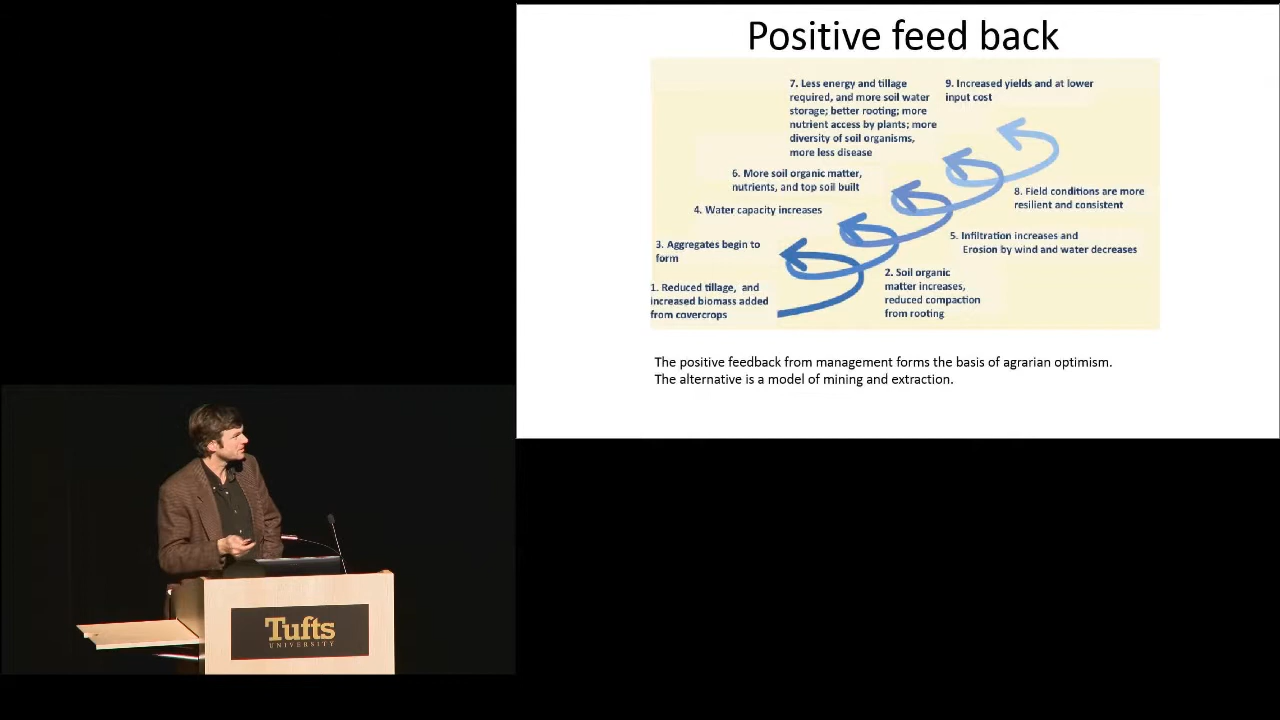 Positive feed back
7. Less energy and tillage
required, and more soil water
storage; better rooting; more
nutrient access by plants; more
diversity of soil organisms,
more less disease
9. Increased yields and at lower
input cost
6. More soil organic matter,
nutrients, and top soil built
8. Field conditions are more
resilient and consistent
4. Water capacity increases
5. Infiltration increases and
Erosion by wind and water decreases
3. Aggregates begin to
form
2. Soil organic
matter increases,
reduced compaction
from rooting
1. Reduced tillage, and
increased biomass added
from covercrops
The positive feedback from management forms the basis of agrarian optimism.
The alternative is a model of mining and extraction.
Tufts
UNIVERSITY